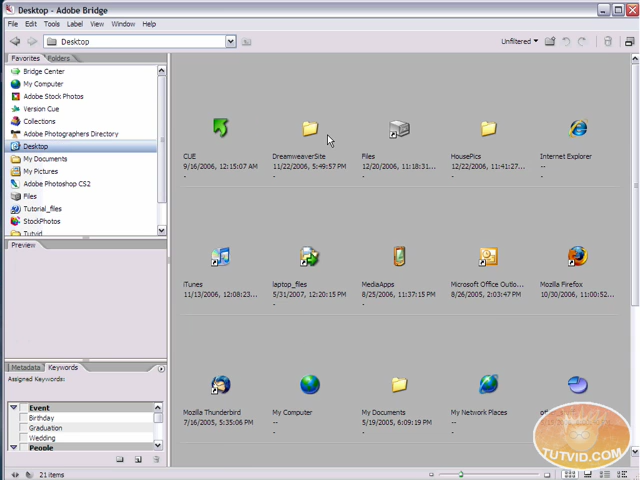 Desktop - Adobe Bridge
File Edit Tools Label View Window Help
Desktop
Unfiltered
Favorites Folders
Bridge Center
My Computer
Adobe Stock Photos
Version Cue
Collections
Adobe Photographers Directory
Desktop
My Documents
My Pictures
Adobe Photoshop CS2
Files
Tutorial_files
StockPhotos
Tutvid
Preview
Metadata Keywords
Assigned Keywords:
Event
Birthday
Graduation
Wedding
People
21 items
CUE
9/16/2006, 12:15:07 AM
DreamweaverSite
11/22/2006, 5:49:57 PM
Files
12/20/2006, 11:18:31...
HousePics
12/22/2006, 11:41:27...
Internet Explorer
--
iTunes
11/13/2006, 12:08:23...
laptop_files
5/31/2007, 12:20:15 PM
MediaApps
8/25/2006, 11:37:15 PM
Microsoft Office Outlo...
8/26/2005, 2:03:47 PM
Mozilla Firefox
10/30/2006, 11:00:52...
Mozilla Thunderbird
7/16/2005, 5:35:06 PM
My Computer
--
My Documents
5/19/2005, 6:09:19 PM
My Network Places
--
TUTVID.COM